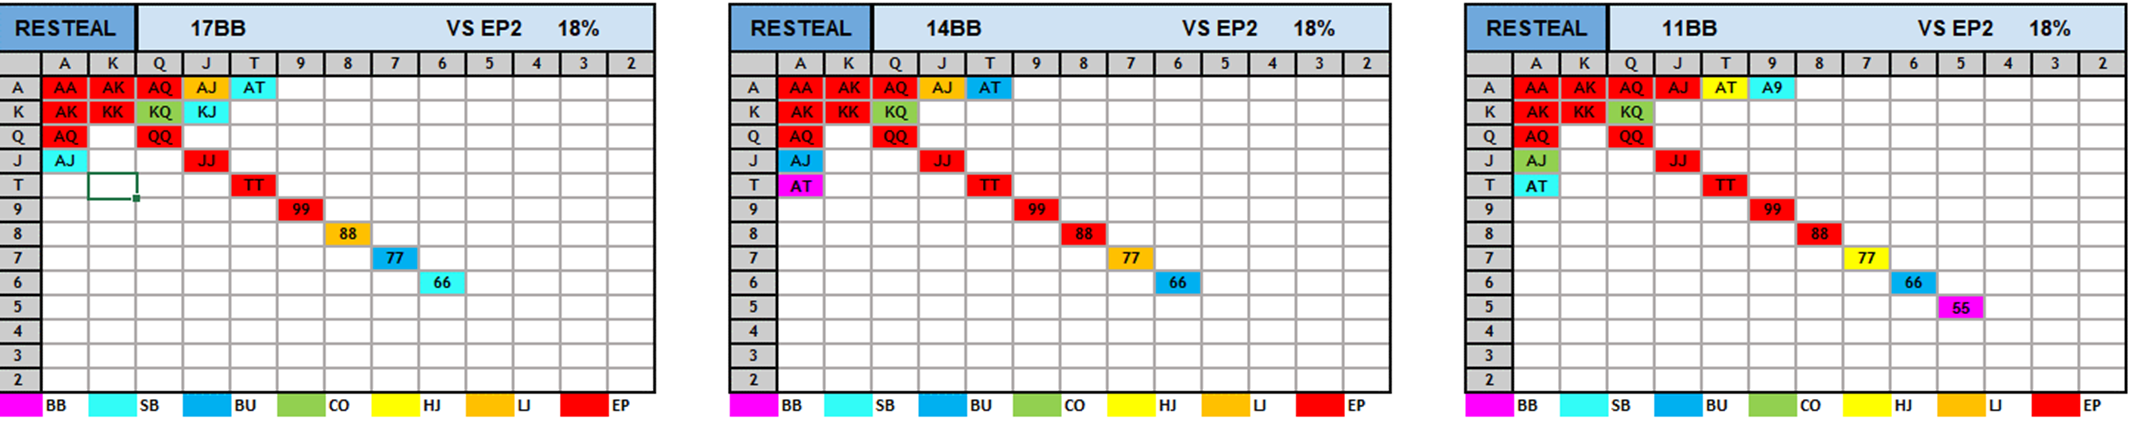 RESTEAL 17BB VS EP2 18%
A K Q J T 9 8 7 6 5 4 3 2
A AA AK AQ AJ AT
K AK KK KQ KJ
Q AQ QQ
J AJ JJ
T TT
9 99
8 88
7 77
6 66
5
4
3
2
BB SB BU CO HJ LJ EP
RESTEAL 14BB VS EP2 18%
A K Q J T 9 8 7 6 5 4 3 2
A AA AK AQ AJ AT
K AK KK KQ
Q AQ QQ
J AJ JJ
T AT TT
9 99
8 88
7 77
6 66
5
4
3
2
BB SB BU CO HJ LJ EP
RESTEAL 11BB VS EP2 18%
A K Q J T 9 8 7 6 5 4 3 2
A AA AK AQ AJ AT A9
K AK KK KQ
Q AQ QQ
J AJ JJ
T AT TT
9 99
8 88
7 77
6 66
5 55
4
3
2
BB SB BU CO HJ LJ EP